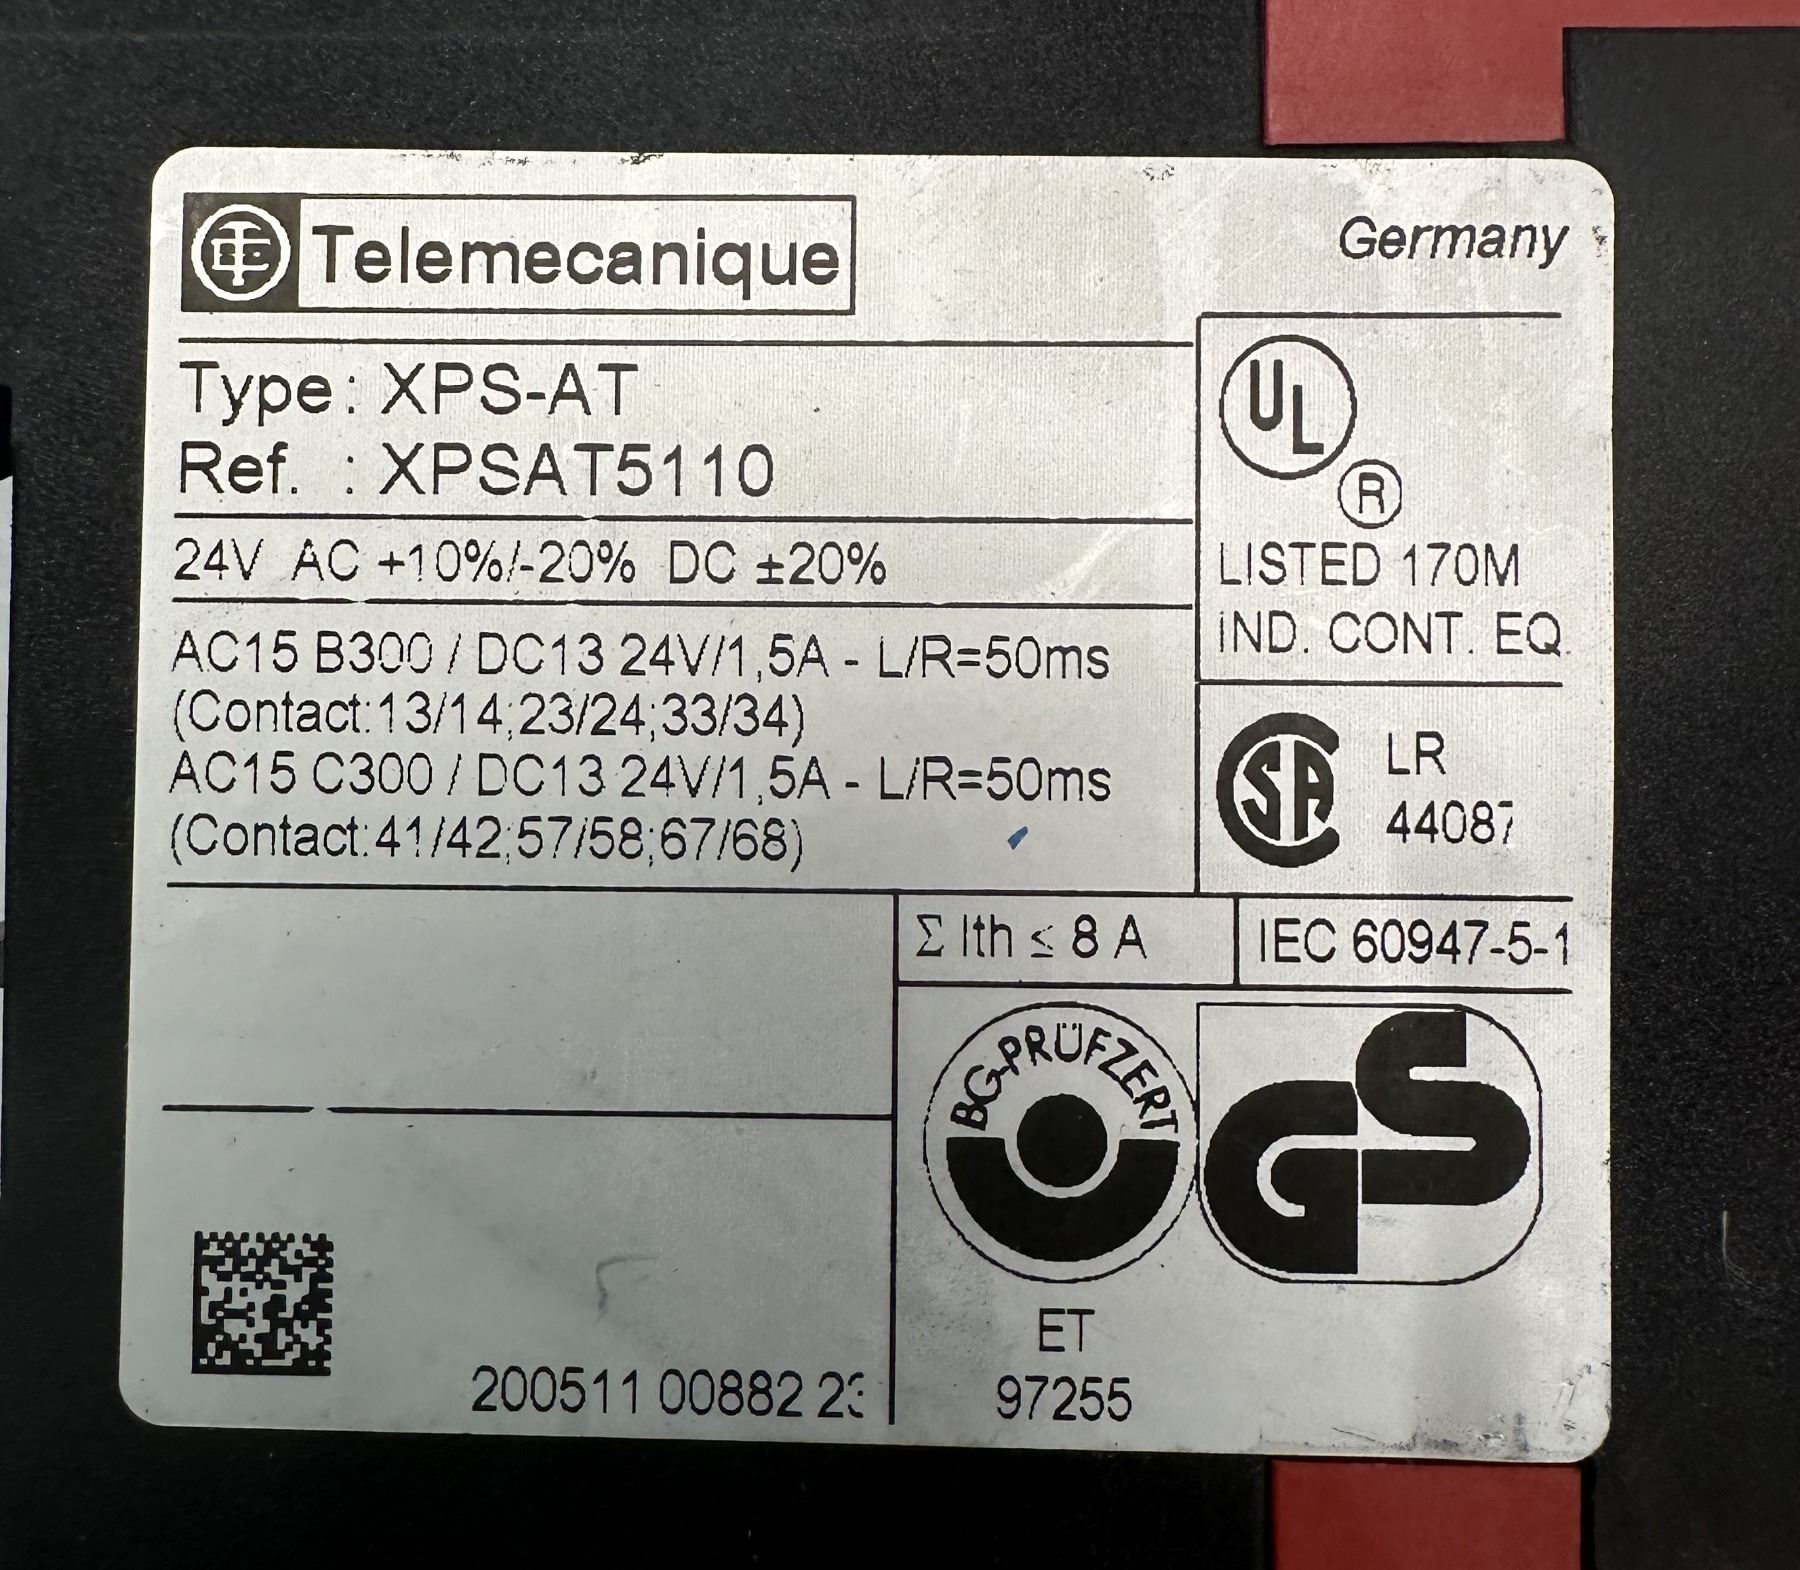 Telemecanique
Germany
Type: XPS-AT
Ref. : XPSAT5110
24V AC +10%/-20% DC ±20%
AC15 B300 / DC13 24V/1,5A - L/R=50ms
(Contact:13/14;23/24;33/34)
AC15 C300 / DC13 24V/1,5A - L/R=50ms
(Contact:41/42;57/58;67/68)
UL
R
LISTED 170M
IND. CONT. EQ.
SA
LR
44087
Σ Ith ≤ 8 A
IEC 60947-5-1
BG-PRÜFZERT
GS
ET
97255
200511 00882